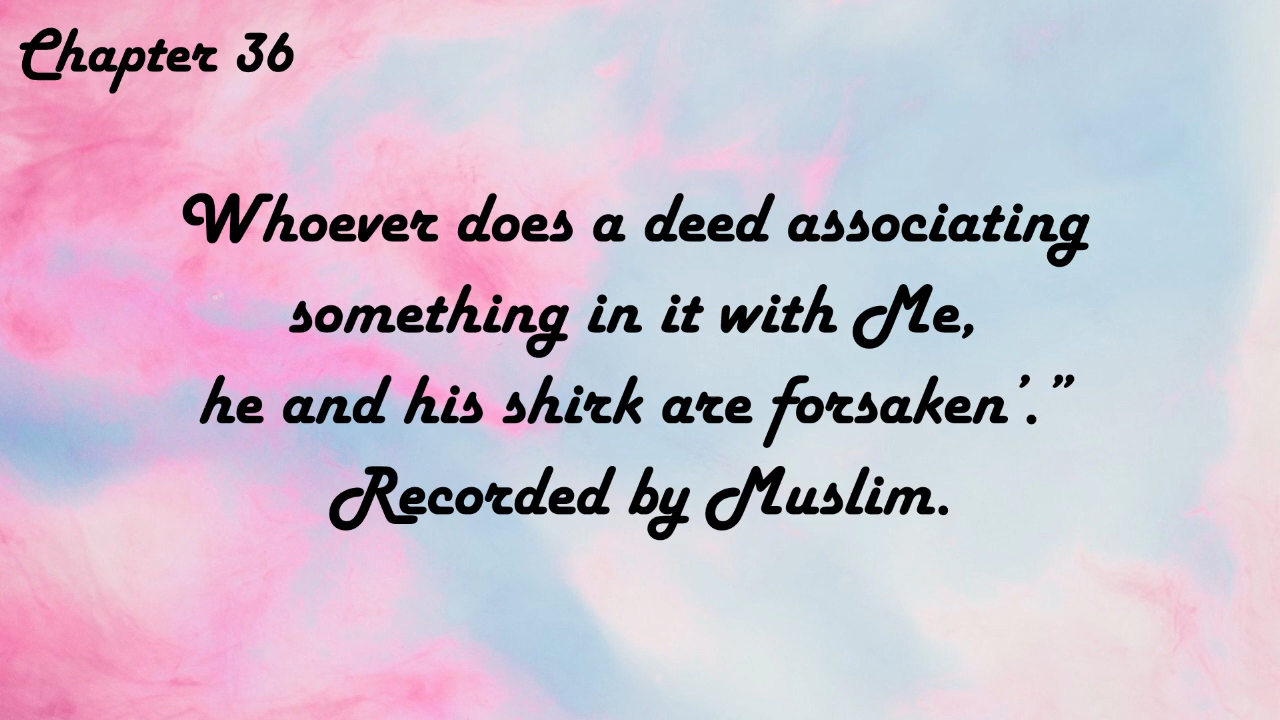 Chapter 36
Whoever does a deed associating
something in it with Me,
he and his shirk are forsaken’.”
Recorded by Muslim.